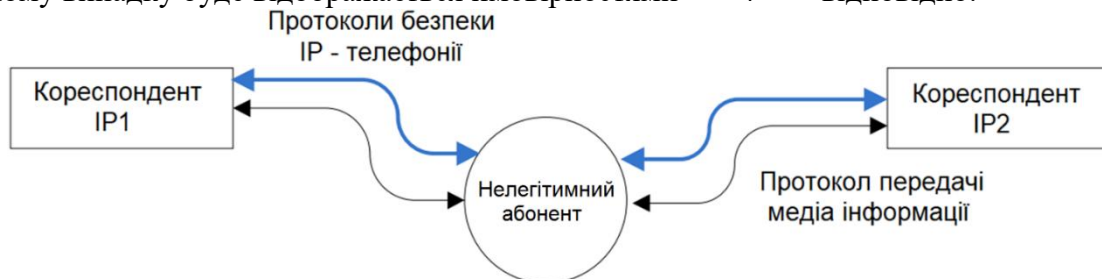 Протоколи безпеки
IP - телефонії
Кореспондент
IP1
Кореспондент
IP2
Нелегітимний
абонент
Протокол передачі
медіа інформації